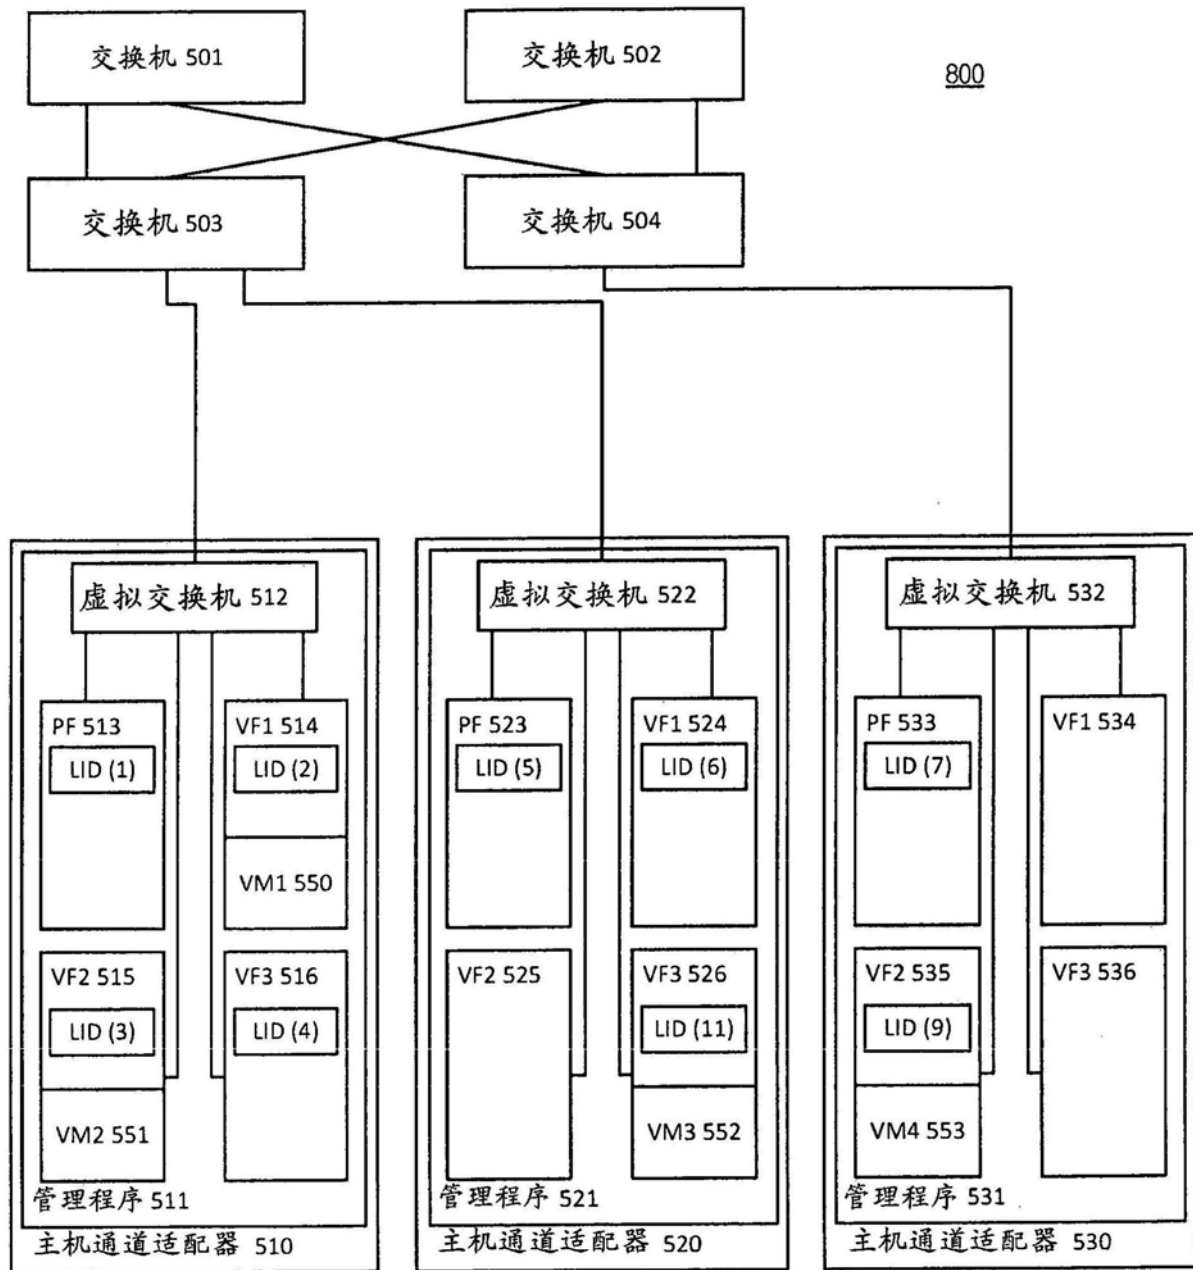 交换机 501
交换机 502
800
交换机 503
交换机 504
虚拟交换机 512
PF 513
LID (1)
VF1 514
LID (2)
VM1 550
VF2 515
LID (3)
VM2 551
VF3 516
LID (4)
管理程序 511
主机通道适配器 510
虚拟交换机 522
PF 523
LID (5)
VF1 524
LID (6)
VF2 525
VF3 526
LID (11)
VM3 552
管理程序 521
主机通道适配器 520
虚拟交换机 532
PF 533
LID (7)
VF1 534
VF2 535
LID (9)
VM4 553
VF3 536
管理程序 531
主机通道适配器 530